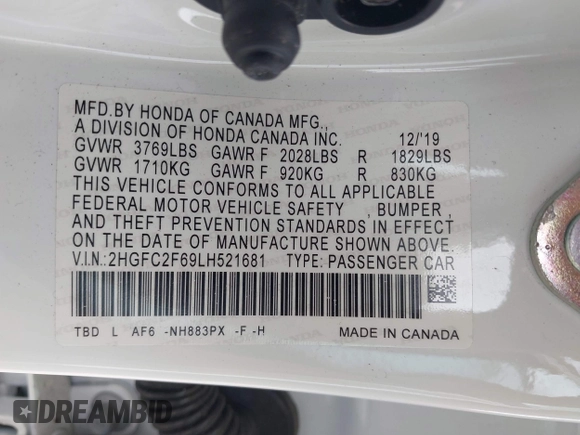 MFD.BY HONDA OF CANADA MFG.,
A DIVISION OF HONDA CANADA INC. 12/'19
GVWR 3769LBS GAWR F 2028LBS R 1829LBS
GVWR 1710KG GAWR F 920KG R 830KG
THIS VEHICLE CONFORMS TO ALL APPLICABLE
FEDERAL MOTOR VEHICLE SAFETY , BUMPER ,
AND THEFT PREVENTION STANDARDS IN EFFECT
ON THE DATE OF MANUFACTURE SHOWN ABOVE.
V.I.N.:2HGFC2F69LH521681 TYPE: PASSENGER CAR
TBD L AF6 -NH883PX -F -H MADE IN CANADA
DREAMBID